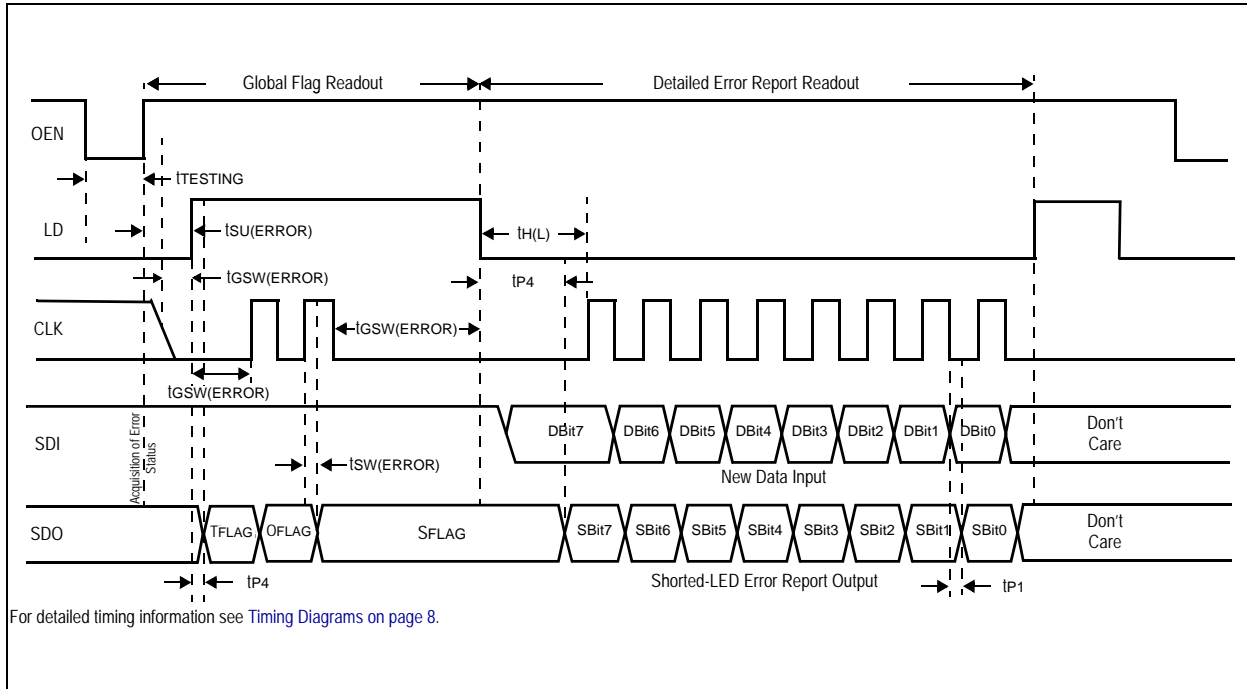 Global Flag Readout
Detailed Error Report Readout
OEN
tTESTING
LD
tSU(ERROR)
tH(L)
tGSW(ERROR)
tP4
CLK
tGSW(ERROR)
tGSW(ERROR)
Acquisition of Error
Status
SDI
DBit7 DBit6 DBit5 DBit4 DBit3 DBit2 DBit1 DBit0
Don't
Care
tSW(ERROR)
New Data Input
SDO
TFLAG OFLAG SFLAG SBit7 SBit6 SBit5 SBit4 SBit3 SBit2 SBit1 SBit0
Don't
Care
tP4
Shorted-LED Error Report Output
tP1
For detailed timing information see Timing Diagrams on page 8.